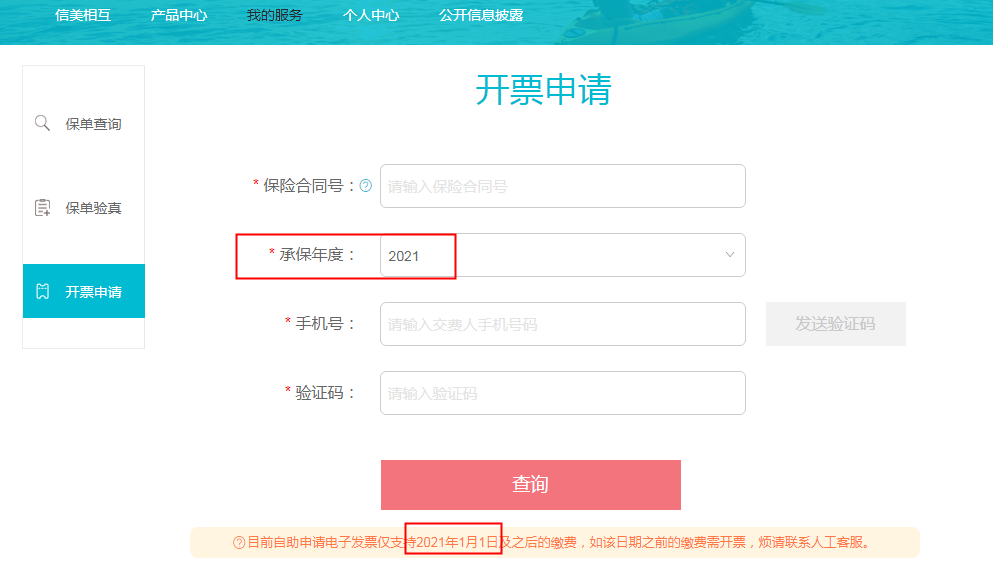 信美相互 产品中心 我的服务 个人中心 公开信息披露
开票申请
保单查询
保单验真
开票申请
* 保险合同号： 请输入保险合同号
* 承保年度： 2021
* 手机号： 请输入交费人手机号码 发送验证码
* 验证码： 请输入验证码
查询
目前自助申请电子发票仅支持2021年1月1日及之后的缴费，如该日期之前的缴费需开票，烦请联系人工客服。